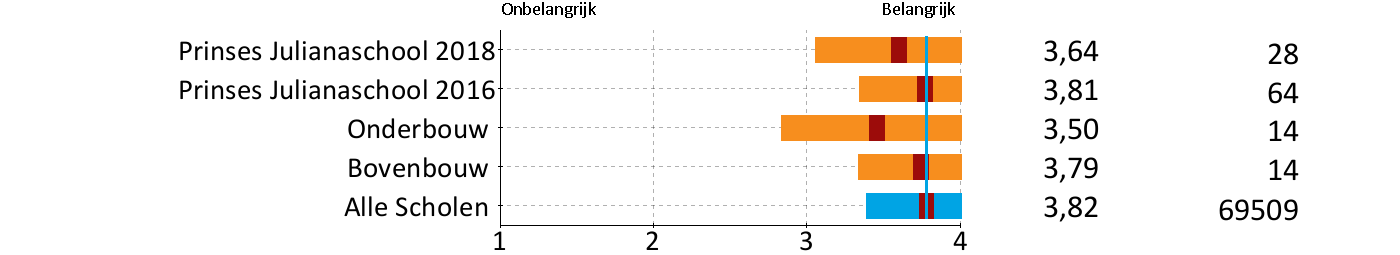 Onbelangrijk Belangrijk
Prinses Julianaschool 2018 3,64 28
Prinses Julianaschool 2016 3,81 64
Onderbouw 3,50 14
Bovenbouw 3,79 14
Alle Scholen 3,82 69509
1 2 3 4